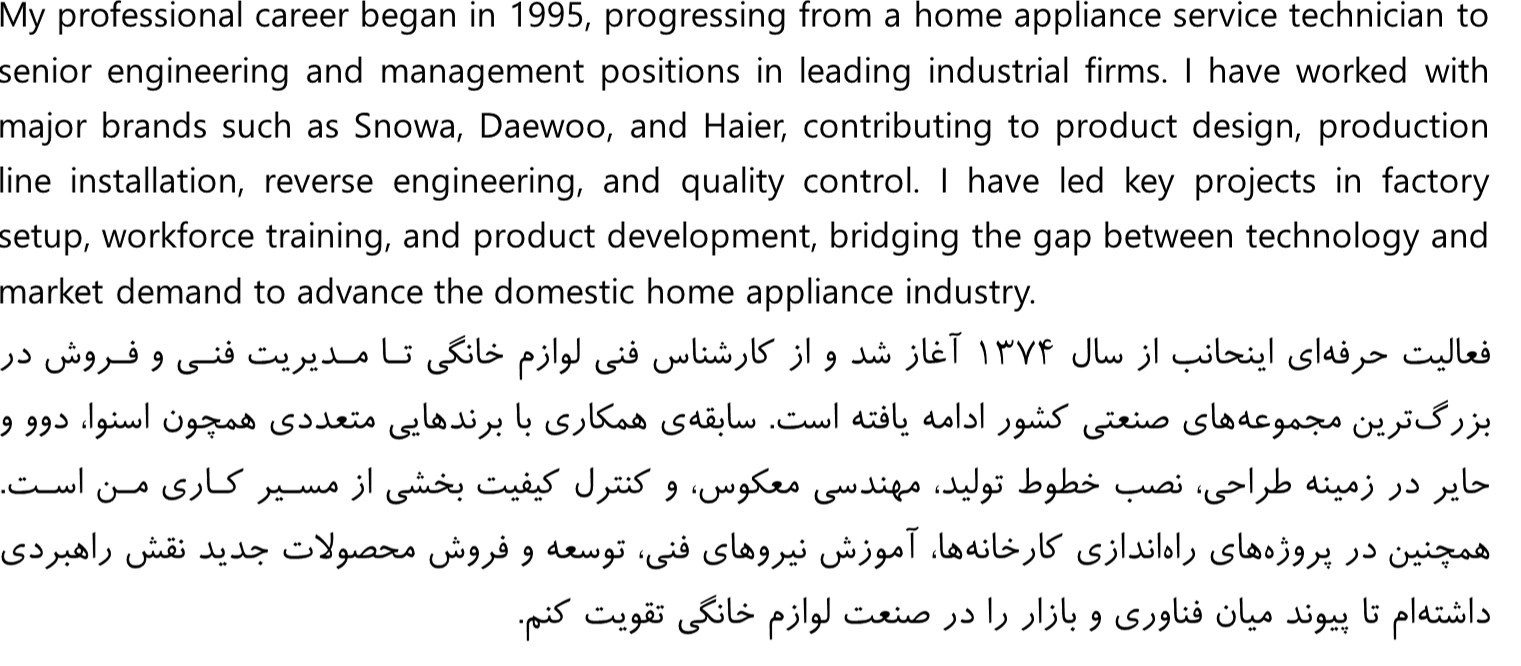 My professional career began in 1995, progressing from a home appliance service technician to
senior engineering and management positions in leading industrial firms. I have worked with
major brands such as Snowa, Daewoo, and Haier, contributing to product design, production
line installation, reverse engineering, and quality control. I have led key projects in factory
setup, workforce training, and product development, bridging the gap between technology and
market demand to advance the domestic home appliance industry.
فعالیت حرفه‌ای اینحانب از سال ۱۳۷۴ آغاز شد و از کارشناس فنی لوازم خانگی تا مدیریت فنی و فروش در
بزرگ‌ترین مجموعه‌های صنعتی کشور ادامه یافته است. سابقه‌ی همکاری با برندهایی متعددی همچون اسنوا، دوو و
حایر در زمینه طراحی، نصب خطوط تولید، مهندسی معکوس، و کنترل کیفیت بخشی از مسیر کاری من است.
همچنین در پروژه‌های راه‌اندازی کارخانه‌ها، آموزش نیروهای فنی، توسعه و فروش محصولات جدید نقش راهبردی
داشته‌ام تا پیوند میان فناوری و بازار را در صنعت لوازم خانگی تقویت کنم.